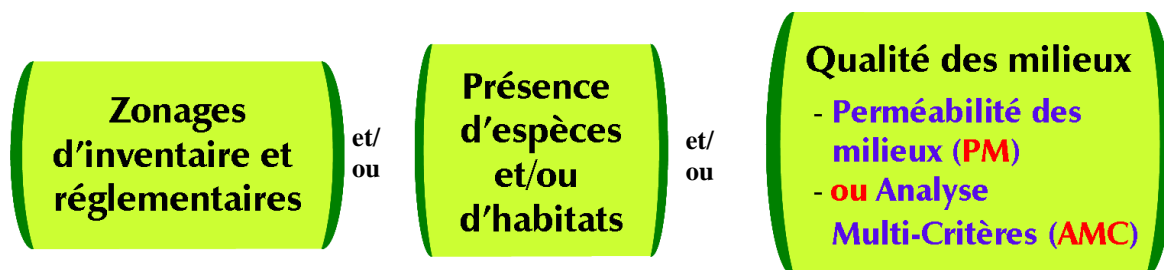 Zonages
d'inventaire et
réglementaires
et/
ou
Présence
d'espèces
et/ou
d'habitats
et/
ou
Qualité des milieux
- Perméabilité des
milieux (PM)
- ou Analyse
Multi-Critères (AMC)